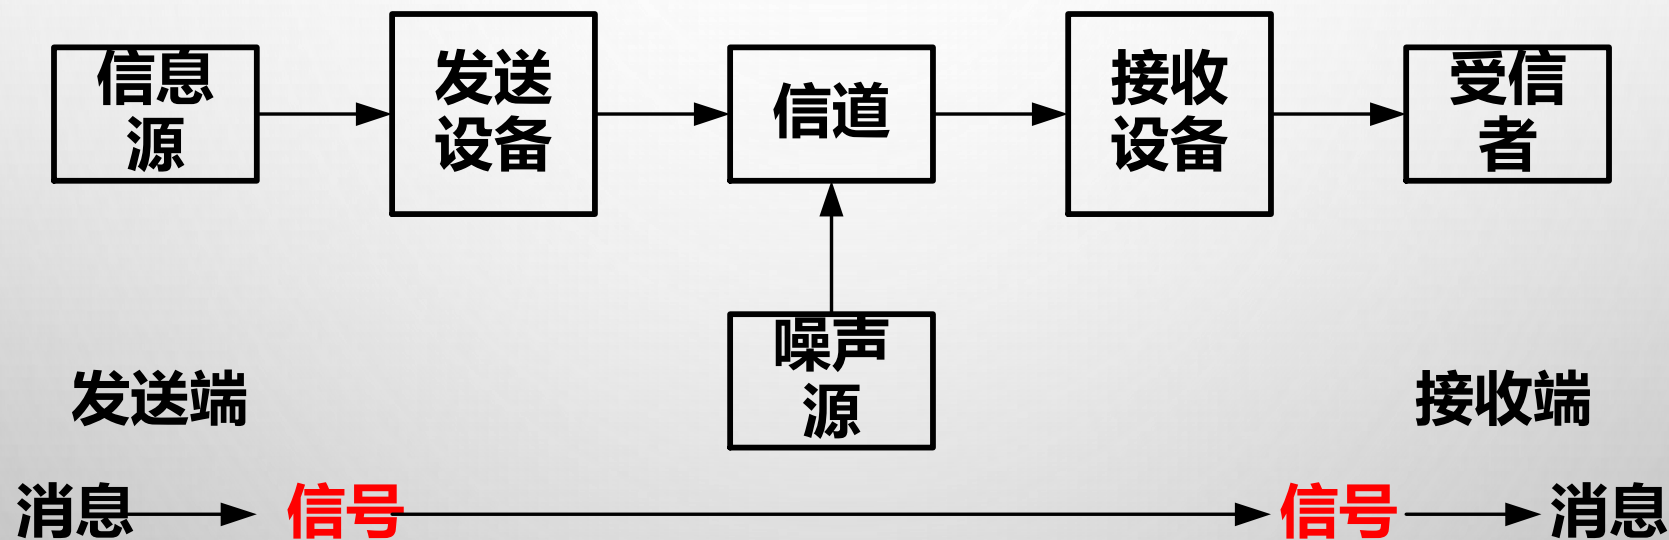 信息
源
发送
设备
信道
接收
设备
受信
者
噪声
源
发送端
接收端
消息
信号
信号
消息